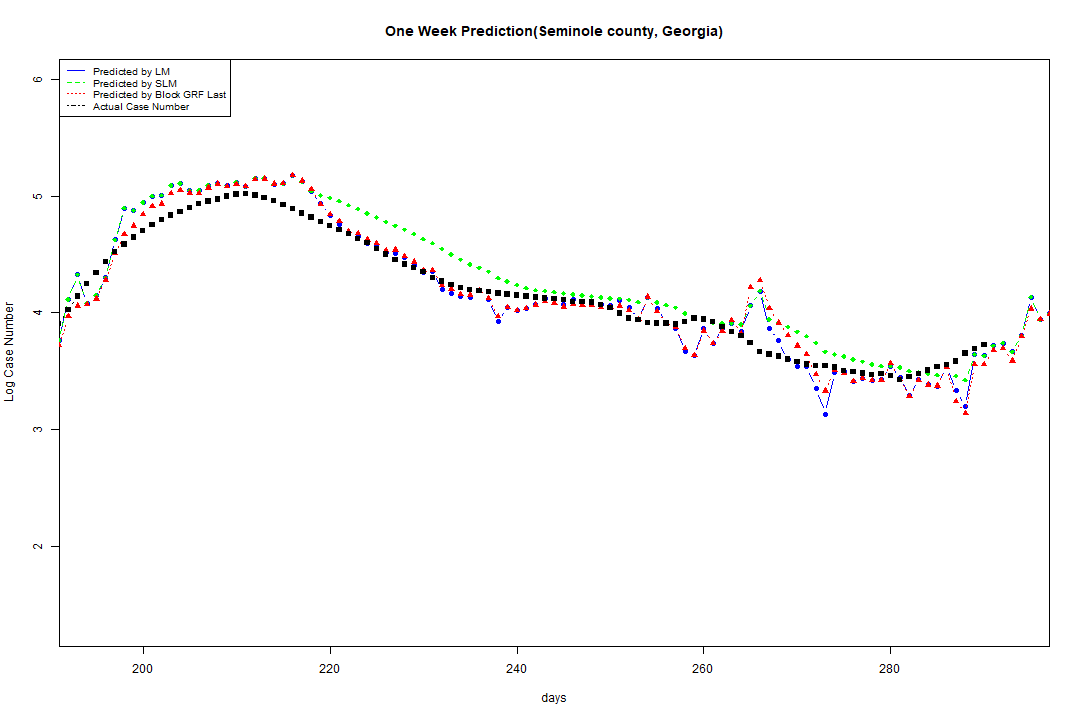 One Week Prediction(Seminole county, Georgia)
Predicted by LM
Predicted by SLM
Predicted by Block GRF Last
Actual Case Number
6
5
4
3
2
Log Case Number
200 220 240 260 280
days